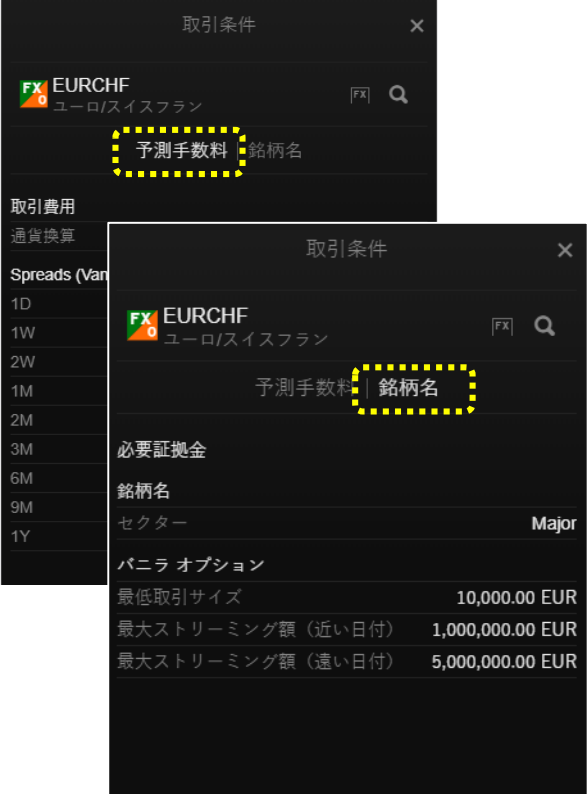 取引条件
FX
O
EURCHF
ユーロ/スイスフラン
FX
予測手数料 | 銘柄名
取引費用
通貨換算
Spreads (Van
1D
1W
2W
1M
2M
3M
6M
9M
1Y
取引条件
FX
O
EURCHF
ユーロ/スイスフラン
FX
予測手数料 | 銘柄名
必要証拠金
銘柄名
セクター Major
バニラ オプション
最低取引サイズ 10,000.00 EUR
最大ストリーミング額（近い日付） 1,000,000.00 EUR
最大ストリーミング額（遠い日付） 5,000,000.00 EUR